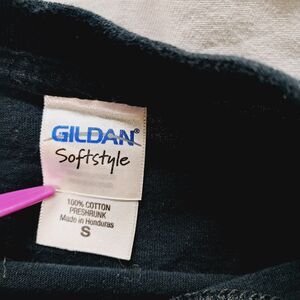 GILDAN®
Softstyle
100% COTTON
PRESHRUNK
Made in Honduras
S